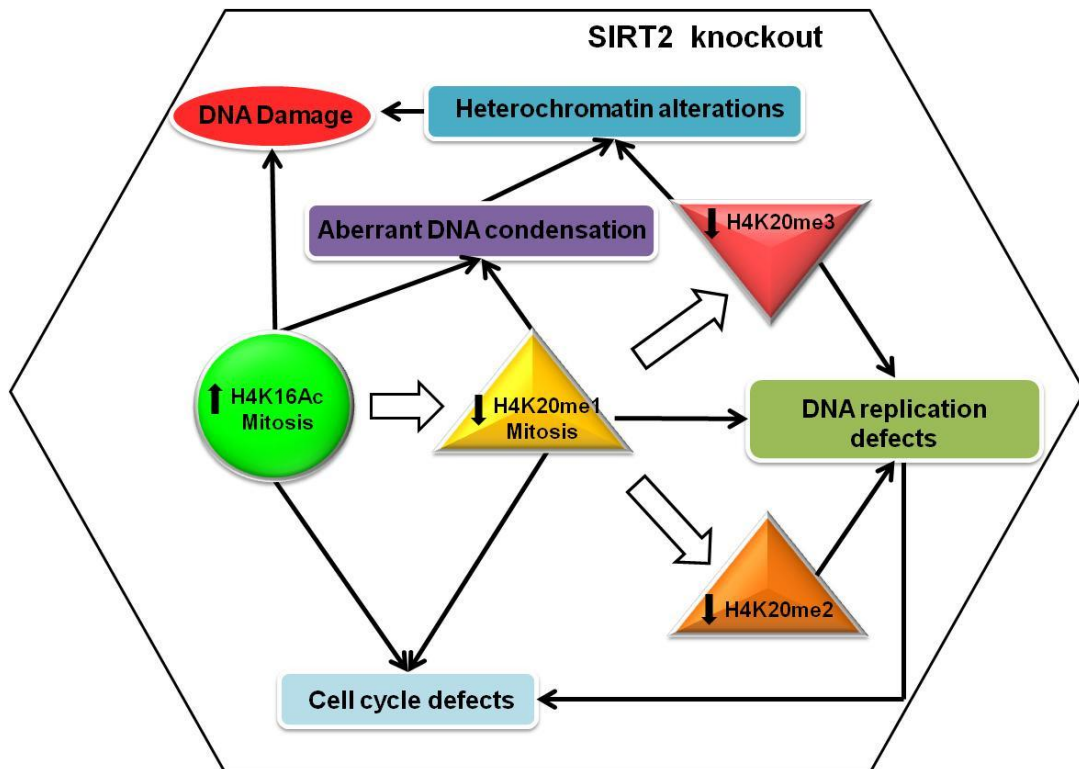 SIRT2 knockout
DNA Damage
Heterochromatin alterations
Aberrant DNA condensation
H4K20me3
H4K16Ac
Mitosis
H4K20me1
Mitosis
DNA replication
defects
H4K20me2
Cell cycle defects